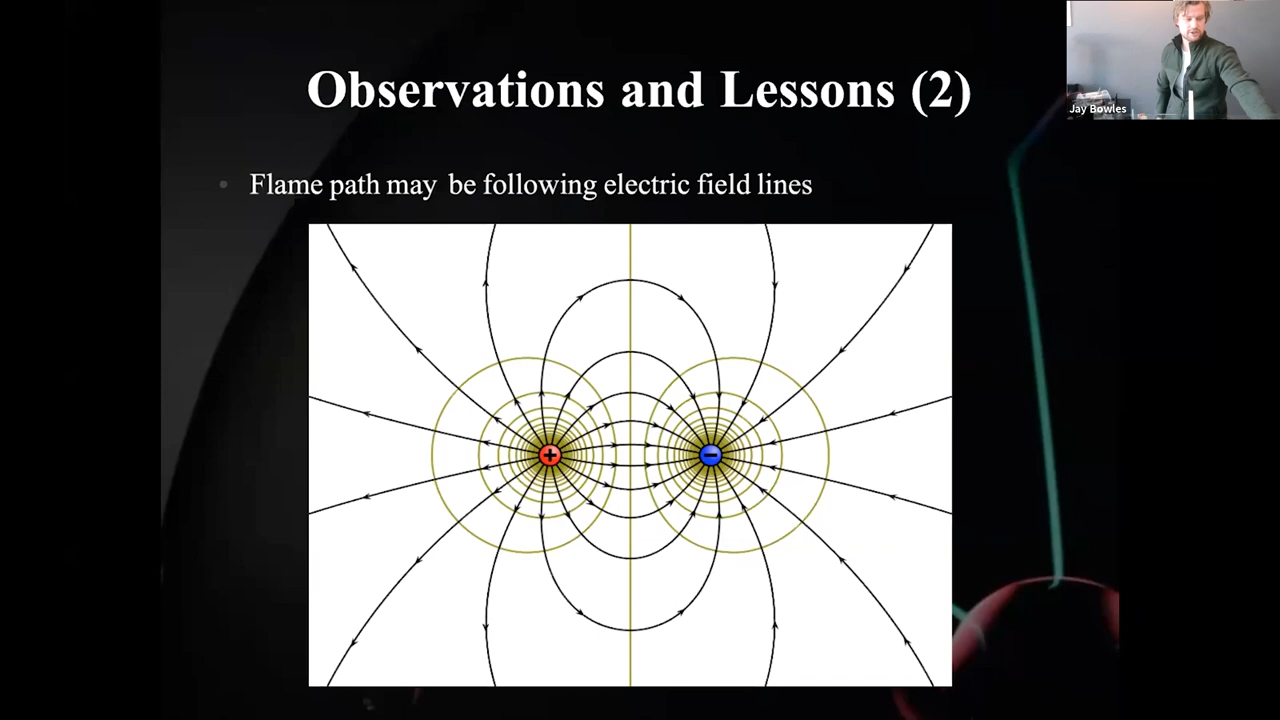 Observations and Lessons (2)
Jay Bowles
Flame path may be following electric field lines
+
−